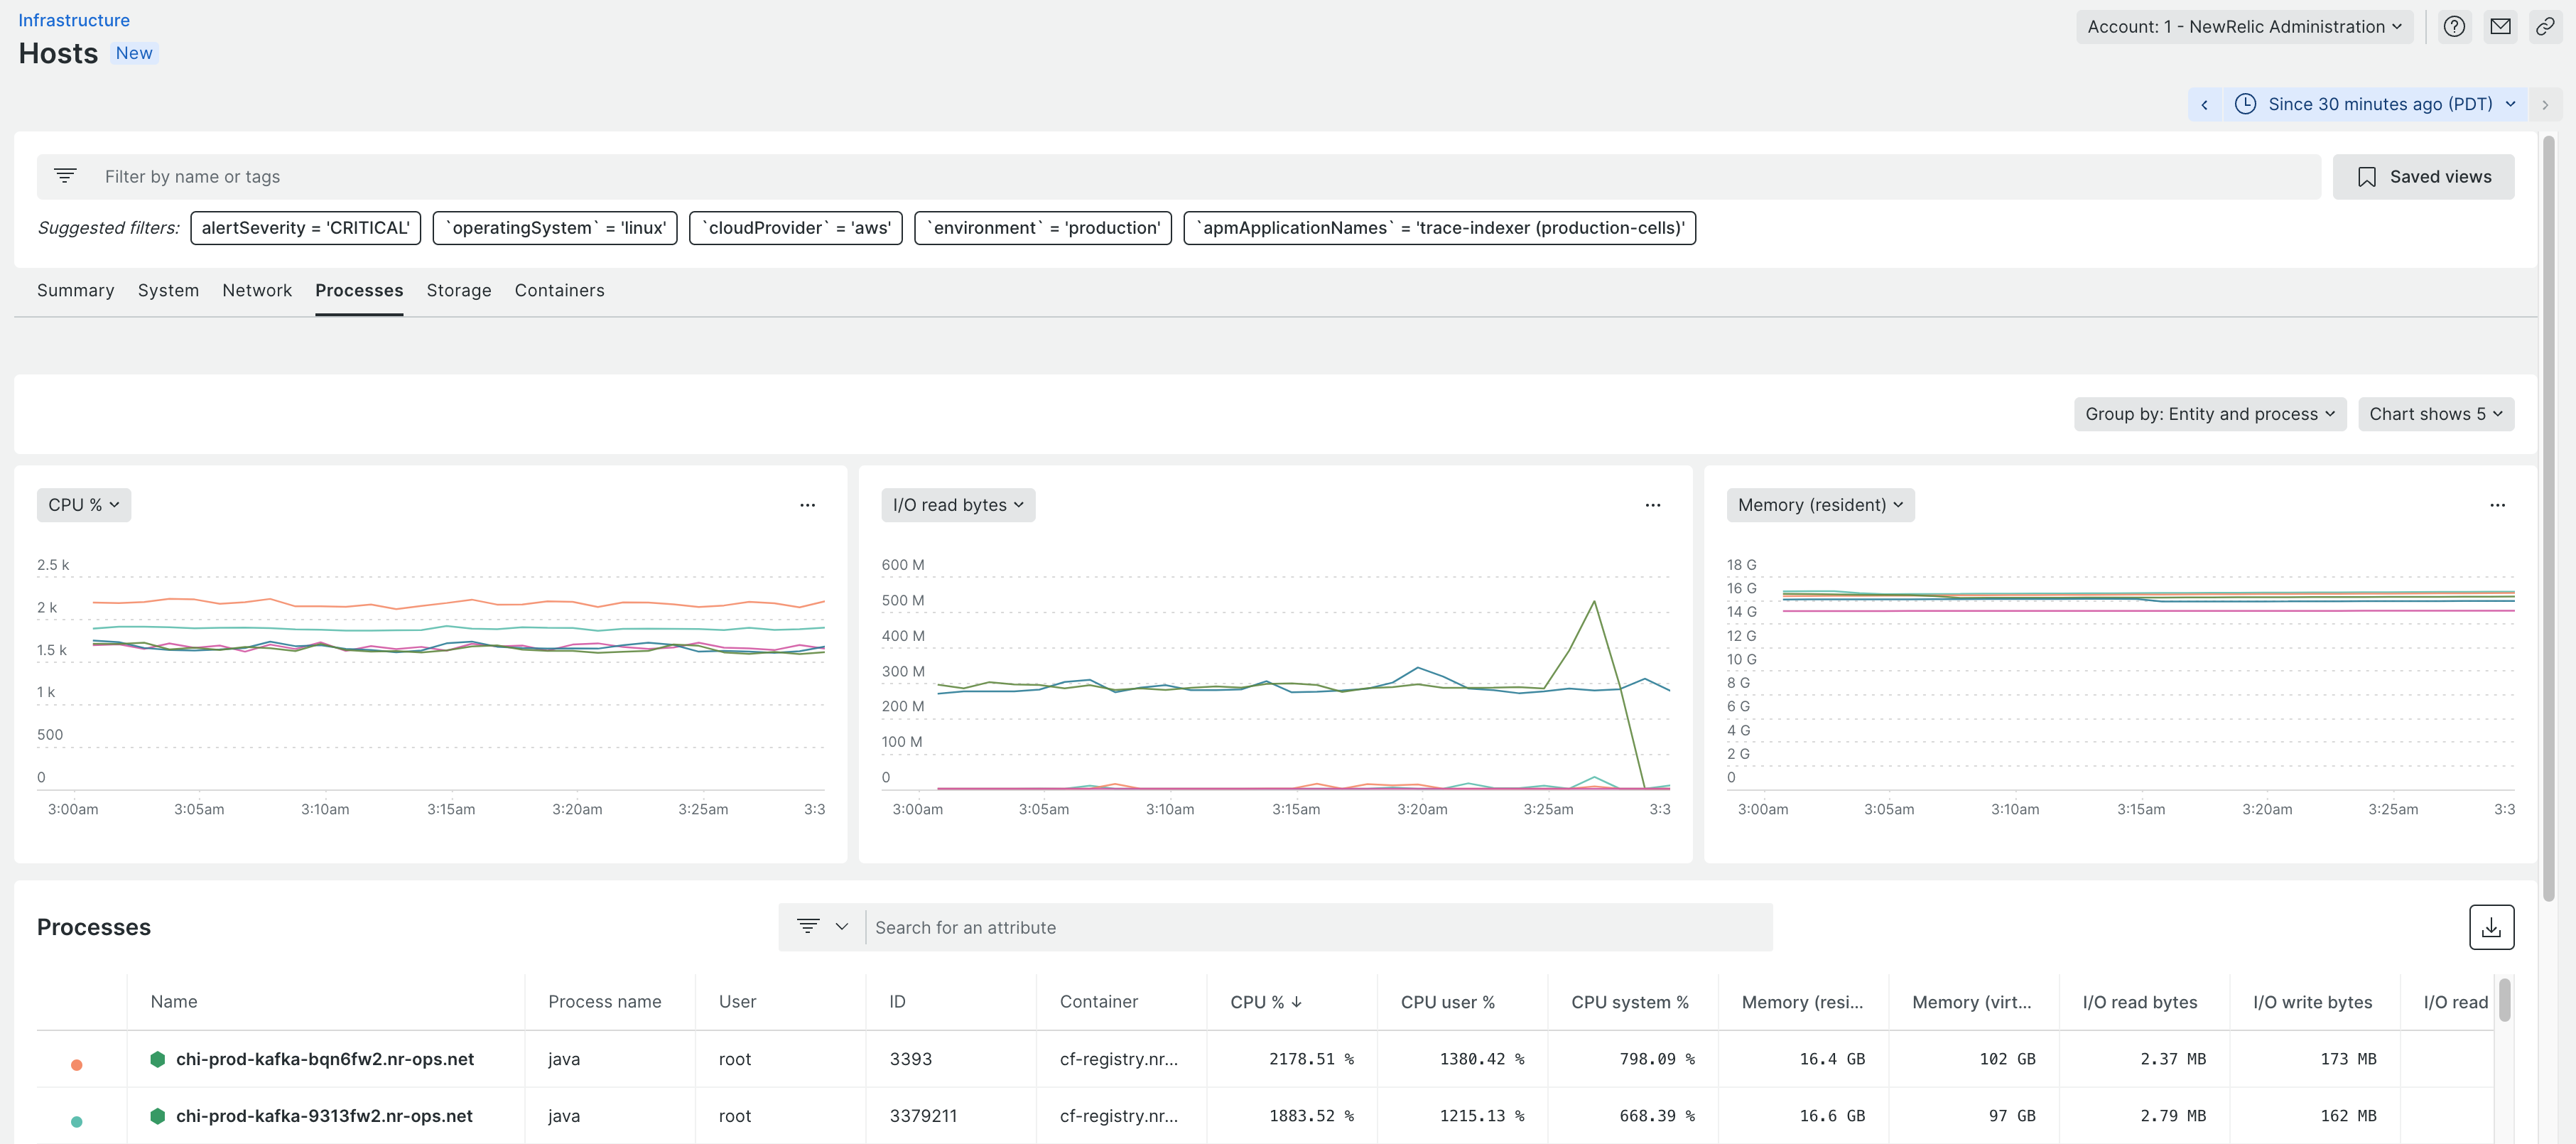 Infrastructure
Hosts New
Account: 1 - NewRelic Administration
Since 30 minutes ago (PDT)
Filter by name or tags
Saved views
Suggested filters: alertSeverity = 'CRITICAL' `operatingSystem` = 'linux' `cloudProvider` = 'aws' `environment` = 'production' `apmApplicationNames` = 'trace-indexer (production-cells)'
Summary System Network Processes Storage Containers
Group by: Entity and process Chart shows 5
CPU %
2.5 k
2 k
1.5 k
1 k
500
0
3:00am 3:05am 3:10am 3:15am 3:20am 3:25am 3:3
I/O read bytes
600 M
500 M
400 M
300 M
200 M
100 M
0
3:00am 3:05am 3:10am 3:15am 3:20am 3:25am 3:3
Memory (resident)
18 G
16 G
14 G
12 G
10 G
8 G
6 G
4 G
2 G
0
3:00am 3:05am 3:10am 3:15am 3:20am 3:25am 3:3
Processes
Search for an attribute
Name Process name User ID Container CPU % ↓ CPU user % CPU system % Memory (resi... Memory (virt... I/O read bytes I/O write bytes I/O read
chi-prod-kafka-bqn6fw2.nr-ops.net java root 3393 cf-registry.nr... 2178.51 % 1380.42 % 798.09 % 16.4 GB 102 GB 2.37 MB 173 MB
chi-prod-kafka-9313fw2.nr-ops.net java root 3379211 cf-registry.nr... 1883.52 % 1215.13 % 668.39 % 16.6 GB 97 GB 2.79 MB 162 MB